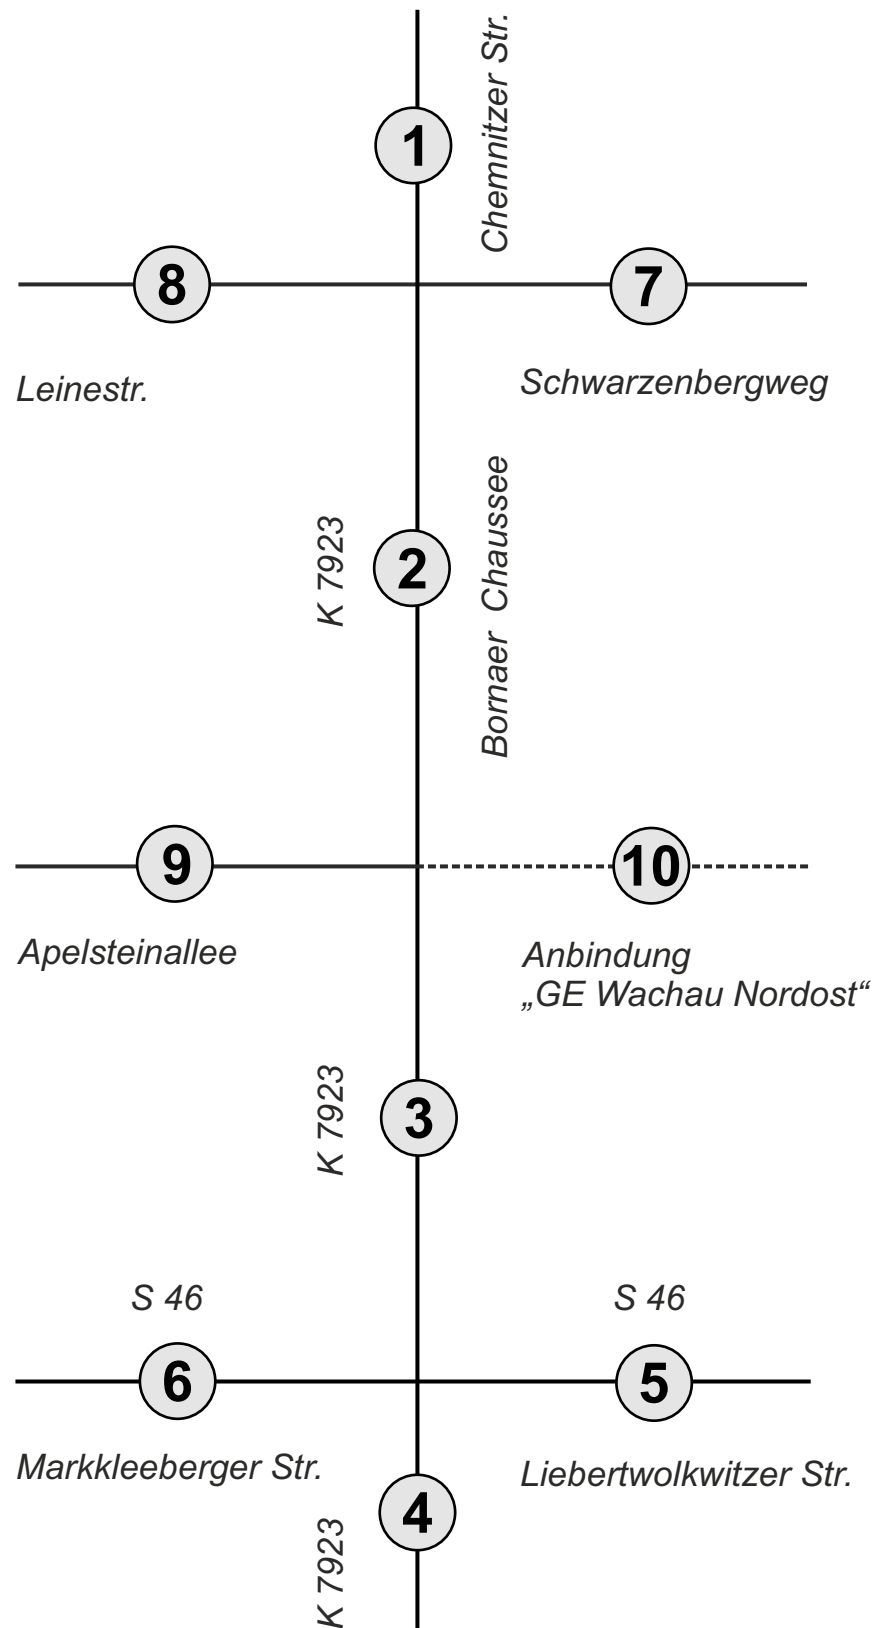 Chemnitzer Str.
1
8
7
Leinestr.
Schwarzenbergweg
K 7923
2
Bornaer Chaussee
9
10
Apelsteinallee
Anbindung
„GE Wachau Nordost“
K 7923
3
S 46
S 46
6
5
Markkleeberger Str.
Liebertwolkwitzer Str.
4
K 7923